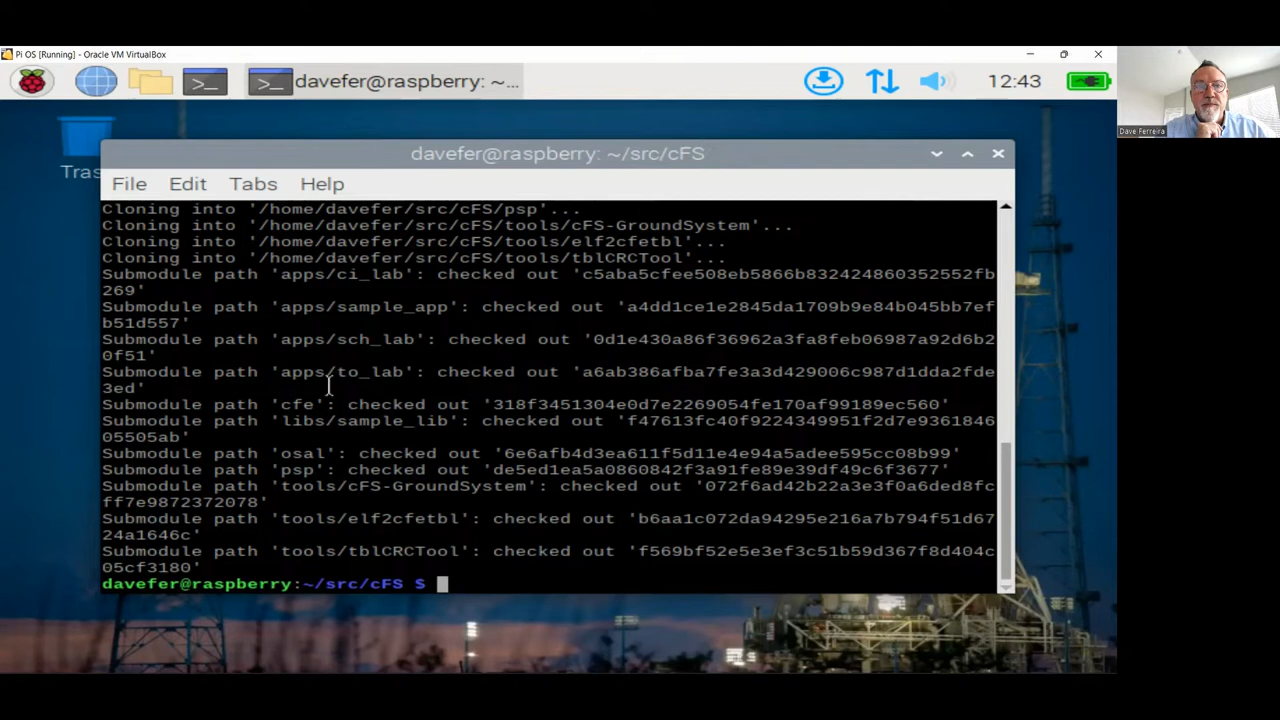 Pi OS [Running] - Oracle VM VirtualBox
davefer@raspberry: ~...
12:43
Dave Ferreira
Tras
davefer@raspberry: ~/src/cFS
File Edit Tabs Help
Cloning into '/home/davefer/src/cFS/psp'...
Cloning into '/home/davefer/src/cFS/tools/cFS-GroundSystem'...
Cloning into '/home/davefer/src/cFS/tools/elf2cfetbl'...
Cloning into '/home/davefer/src/cFS/tools/tblCRCTool'...
Submodule path 'apps/ci_lab': checked out 'c5aba5cfee508eb5866b832424860352552fb
269'
Submodule path 'apps/sample_app': checked out 'a4dd1ce1e2845da1709b9e84b045bb7ef
b51d557'
Submodule path 'apps/sch_lab': checked out '0d1e430a86f36962a3fa8feb06987a92d6b2
0f51'
Submodule path 'apps/to_lab': checked out 'a6ab386afba7fe3a3d429006c987d1dda2fde
3ed'
Submodule path 'cfe': checked out '318f3451304e0d7e2269054fe170af99189ec560'
Submodule path 'libs/sample_lib': checked out 'f47613fc40f9224349951f2d7e9361846
05505ab'
Submodule path 'osal': checked out '6e6afb4d3ea611f5d11e4e94a5adee595cc08b99'
Submodule path 'psp': checked out 'de5ed1ea5a0860842f3a91fe89e39df49c6f3677'
Submodule path 'tools/cFS-GroundSystem': checked out '072f6ad42b22a3e3f0a6ded8fc
ff7e9872372078'
Submodule path 'tools/elf2cfetbl': checked out 'b6aa1c072da94295e216a7b794f51d67
24a1646c'
Submodule path 'tools/tblCRCTool': checked out 'f569bf52e5e3ef3c51b59d367f8d404c
05cf3180'
davefer@raspberry:~/src/cFS $